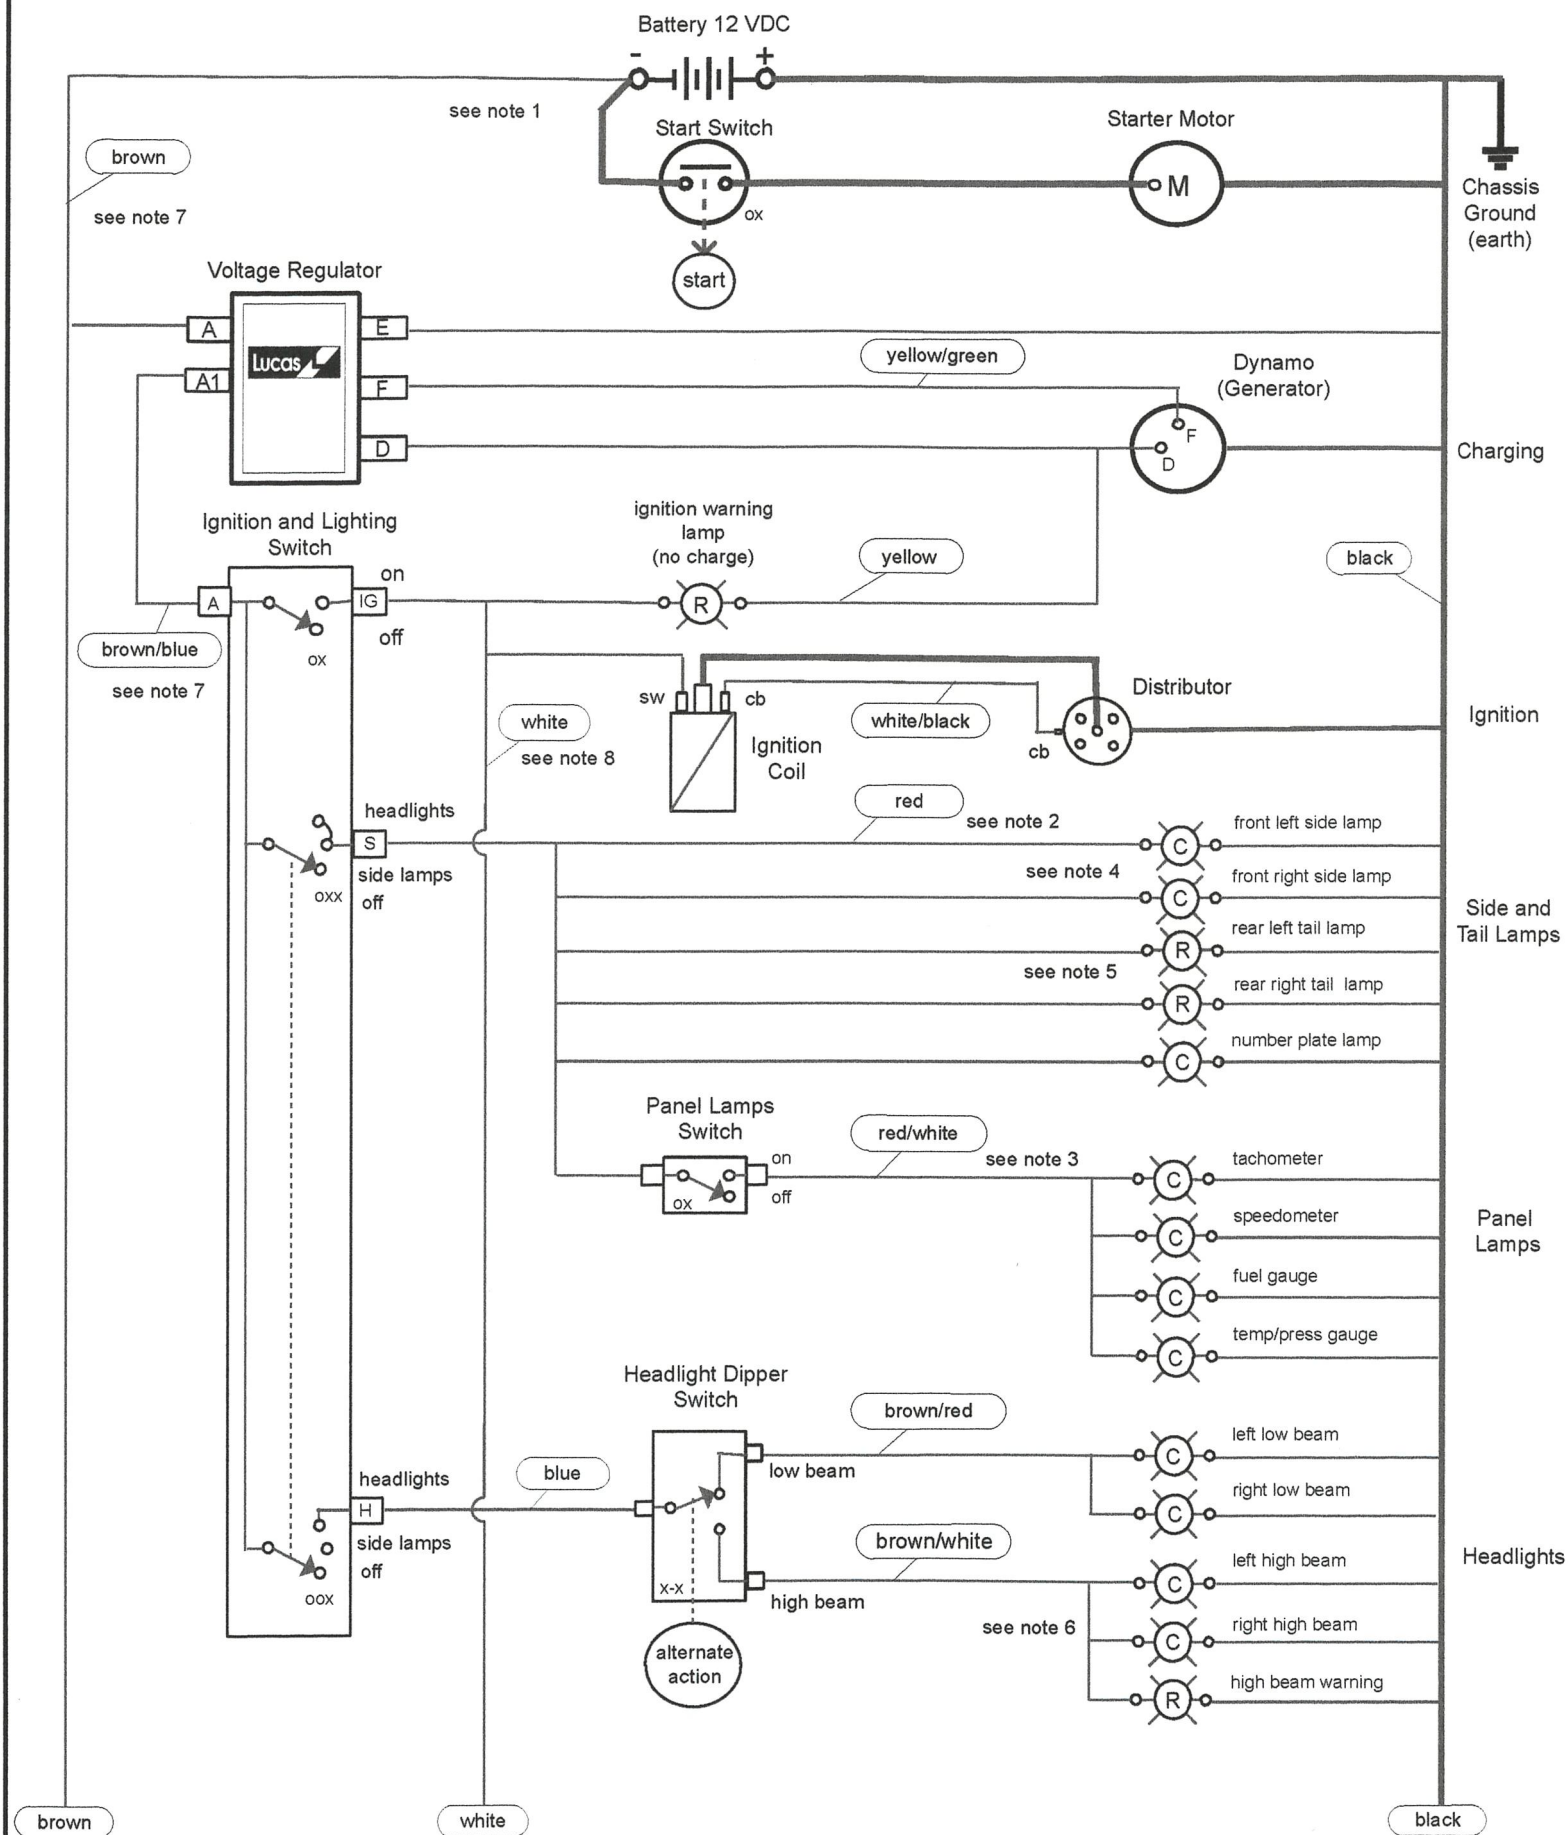 Battery 12 VDC
- +
see note 1
Start Switch
Starter Motor
brown
M
ox
Chassis
Ground
(earth)
see note 7
start
Voltage Regulator
A
E
Lucas
yellow/green
Dynamo
(Generator)
A1
F
F
D
D
Charging
Ignition and Lighting
Switch
ignition warning
lamp
(no charge)
yellow
black
on
A
IG
R
off
brown/blue
ox
see note 7
sw
cb
Distributor
white
white/black
Ignition
see note 8
Ignition
Coil
cb
headlights
red
see note 2
front left side lamp
S
C
side lamps
see note 4
front right side lamp
oxx
off
C
Side and
Tail Lamps
rear left tail lamp
R
see note 5
rear right tail lamp
R
number plate lamp
C
Panel Lamps
Switch
red/white
on
see note 3
tachometer
ox
off
C
speedometer
Panel
Lamps
C
fuel gauge
C
temp/press gauge
C
Headlight Dipper
Switch
brown/red
left low beam
headlights
blue
low beam
C
right low beam
H
C
side lamps
brown/white
off
left high beam
Headlights
oox
x-x
C
high beam
see note 6
right high beam
C
alternate
action
high beam warning
R
brown
white
black